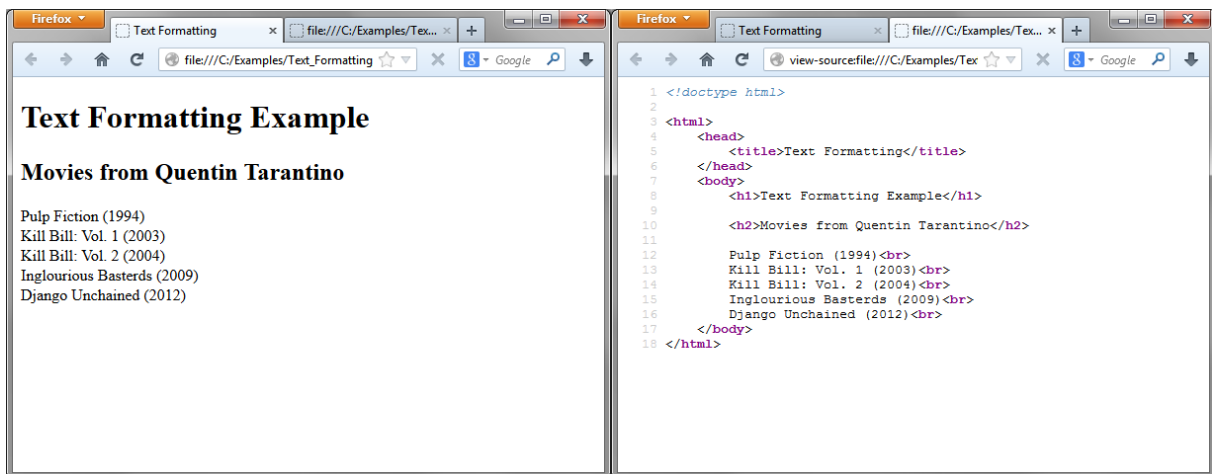 Firefox
Text Formatting
file:///C:/Examples/Tex...
file:///C:/Examples/Text_Formatting
8
Google
Text Formatting Example
Movies from Quentin Tarantino
Pulp Fiction (1994)
Kill Bill: Vol. 1 (2003)
Kill Bill: Vol. 2 (2004)
Inglourious Basterds (2009)
Django Unchained (2012)
Firefox
Text Formatting
file:///C:/Examples/Tex...
view-source:file:///C:/Examples/Tex
8
Google
1 <!doctype html>
2
3 <html>
4 <head>
5 <title>Text Formatting</title>
6 </head>
7 <body>
8 <h1>Text Formatting Example</h1>
9
10 <h2>Movies from Quentin Tarantino</h2>
11
12 Pulp Fiction (1994)<br>
13 Kill Bill: Vol. 1 (2003)<br>
14 Kill Bill: Vol. 2 (2004)<br>
15 Inglourious Basterds (2009)<br>
16 Django Unchained (2012)<br>
17 </body>
18 </html>